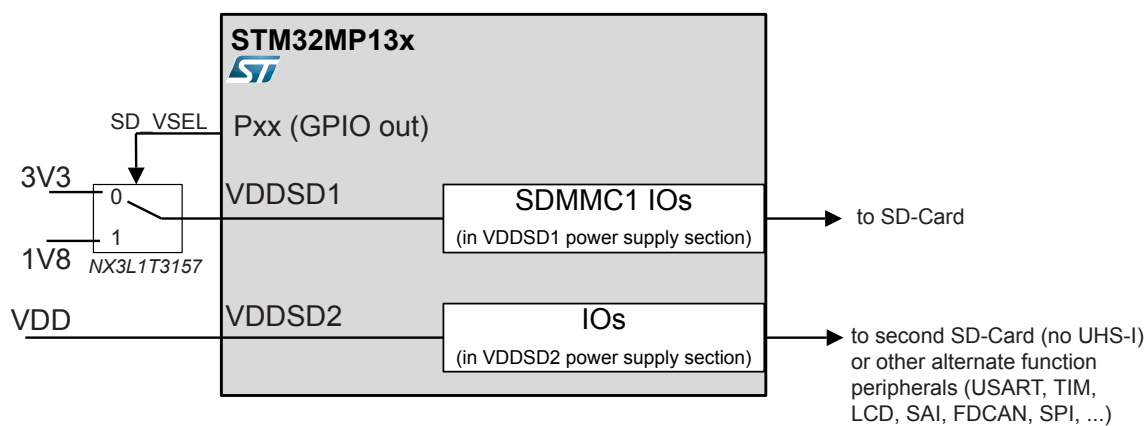 STM32MP13x
ST
SD_VSEL
Pxx (GPIO out)
3V3
0
VDDSD1
SDMMC1 IOs
(in VDDSD1 power supply section)
to SD-Card
1
1V8
NX3L1T3157
VDD
VDDSD2
IOs
(in VDDSD2 power supply section)
to second SD-Card (no UHS-I)
or other alternate function
peripherals (USART, TIM,
LCD, SAI, FDCAN, SPI, ...)